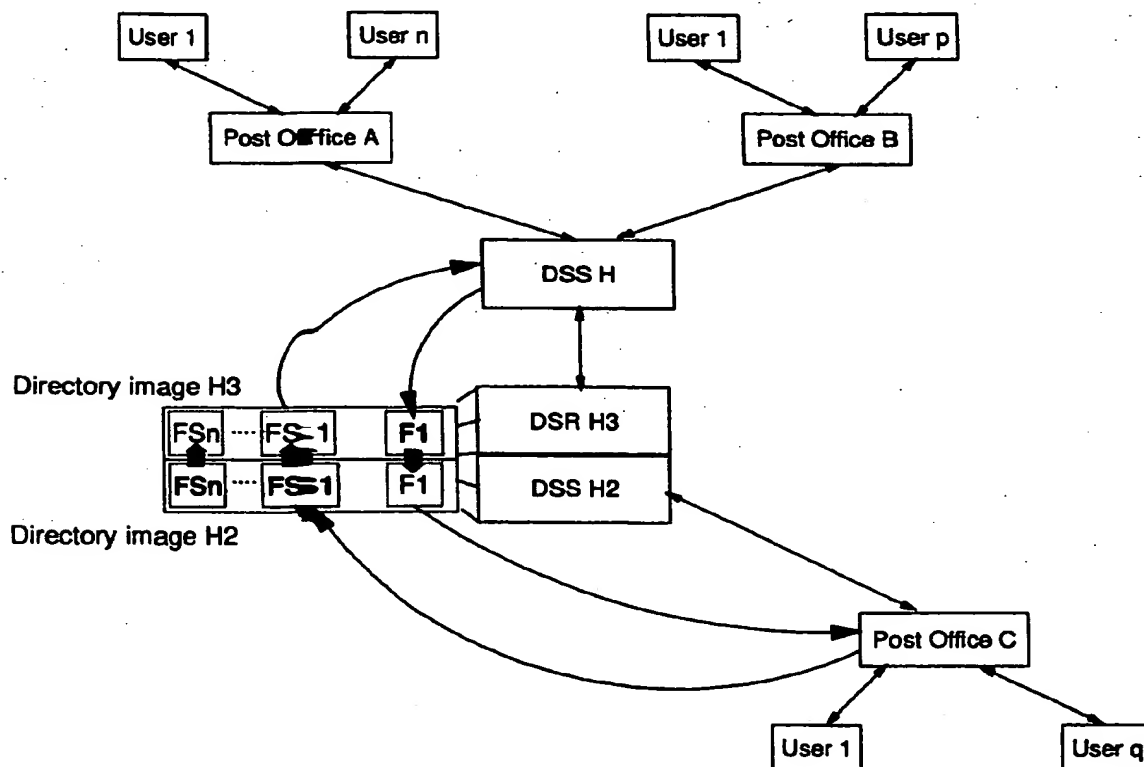 User 1
User n
User 1
User p
Post Office A
Post Office B
DSS H
Directory image H3
FSn ..... FS-1 F1
DSR H3
FSn ..... FS=1 F1
DSS H2
Directory image H2
Post Office C
User 1
User q